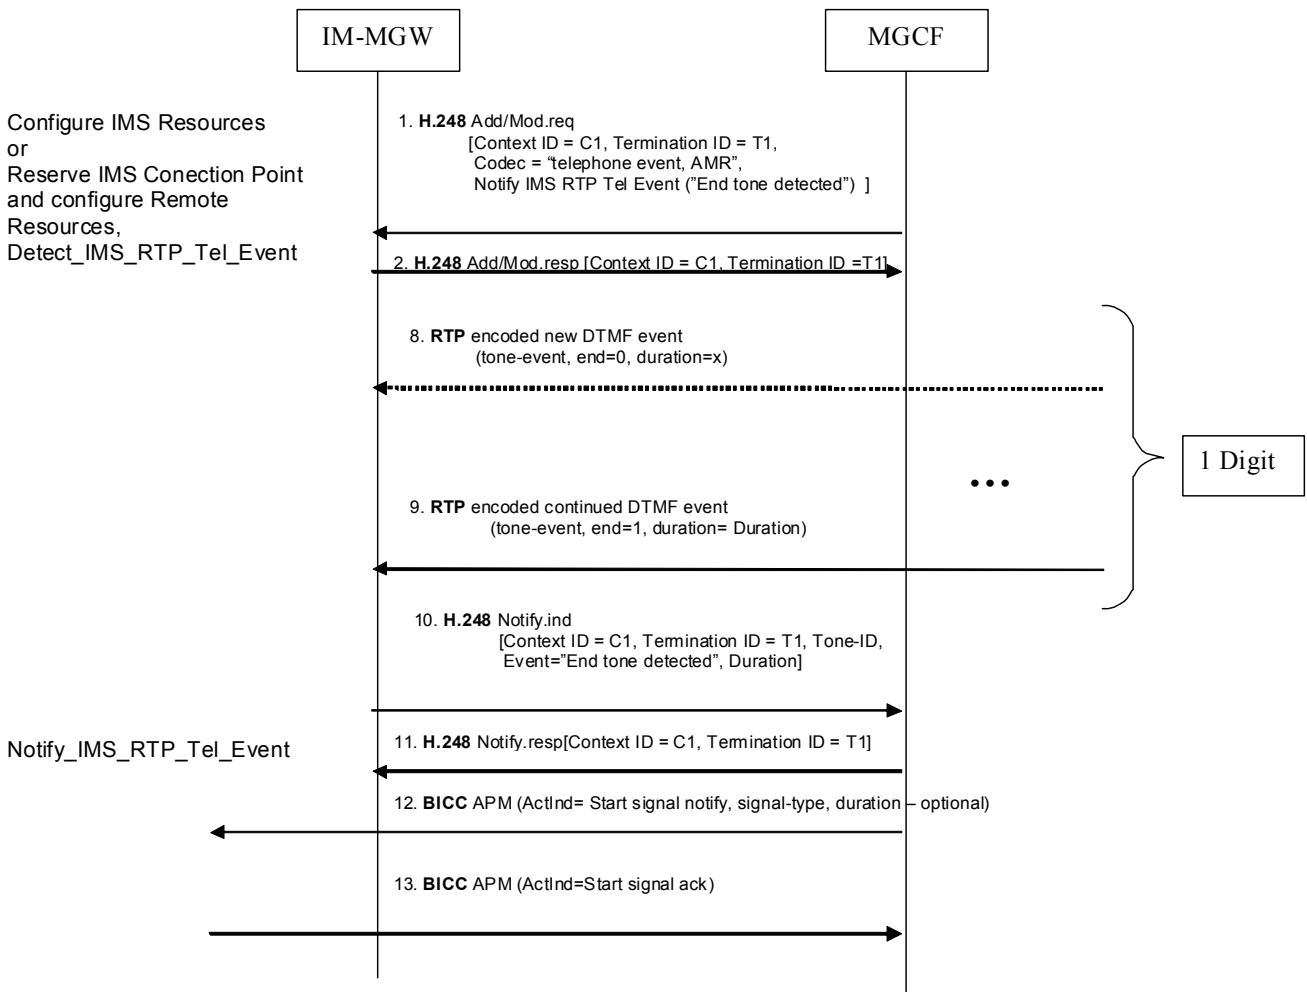 IM-MGW
MGCF
Configure IMS Resources
or
Reserve IMS Conection Point
and configure Remote
Resources,
Detect_IMS_RTP_Tel_Event
1. H.248 Add/Mod.req
[Context ID = C1, Termination ID = T1,
Codec = “telephone event, AMR”,
Notify IMS RTP Tel Event (”End tone detected”) ]
2. H.248 Add/Mod.resp [Context ID = C1, Termination ID =T1]
8. RTP encoded new DTMF event
(tone-event, end=0, duration=x)
1 Digit
...
9. RTP encoded continued DTMF event
(tone-event, end=1, duration= Duration)
10. H.248 Notify.ind
[Context ID = C1, Termination ID = T1, Tone-ID,
Event=”End tone detected”, Duration]
Notify_IMS_RTP_Tel_Event
11. H.248 Notify.resp[Context ID = C1, Termination ID = T1]
12. BICC APM (ActInd= Start signal notify, signal-type, duration – optional)
13. BICC APM (ActInd=Start signal ack)